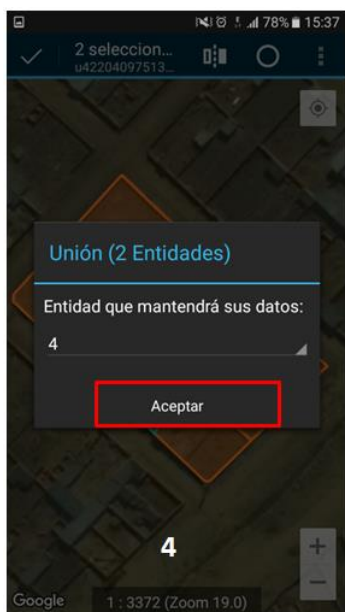 78% 15:37
2 seleccion...
u42204097513...
Unión (2 Entidades)
Entidad que mantendrá sus datos:
4
Aceptar
4
+
−
Google
1 : 3372 (Zoom 19.0)